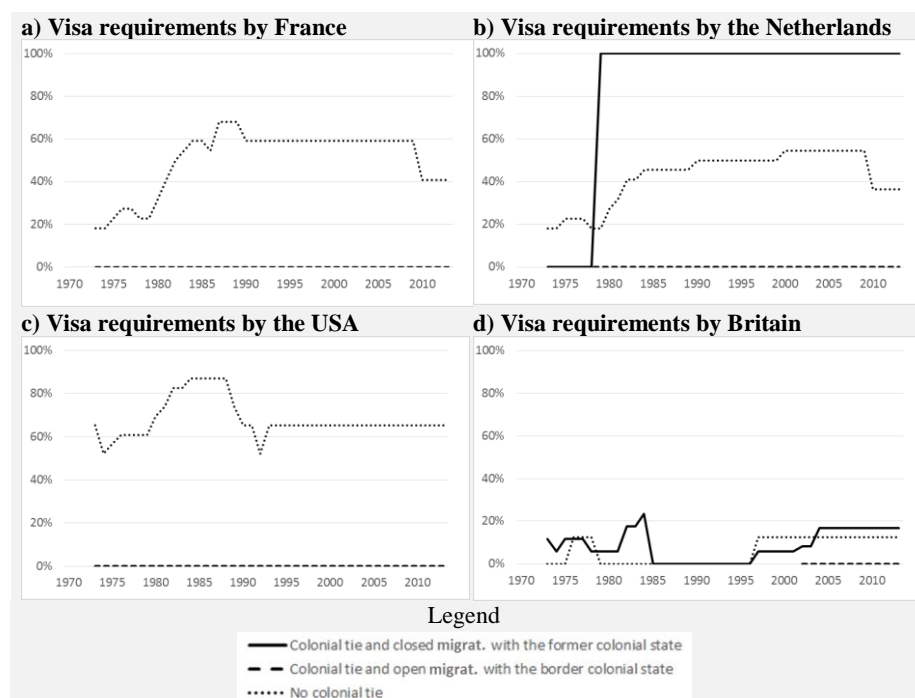 a) Visa requirements by France
100%
80%
60%
40%
20%
0%
1970 1975 1980 1985 1990 1995 2000 2005 2010
b) Visa requirements by the Netherlands
100%
80%
60%
40%
20%
0%
1970 1975 1980 1985 1990 1995 2000 2005 2010
c) Visa requirements by the USA
100%
80%
60%
40%
20%
0%
1970 1975 1980 1985 1990 1995 2000 2005 2010
d) Visa requirements by Britain
100%
80%
60%
40%
20%
0%
1970 1975 1980 1985 1990 1995 2000 2005 2010
Legend
Colonial tie and closed migrat. with the former colonial state
Colonial tie and open migrat. with the border colonial state
No colonial tie